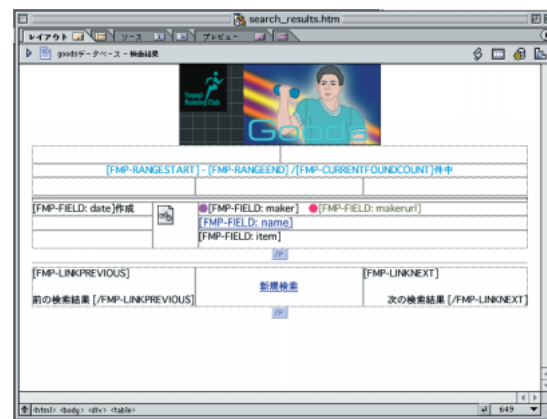 search_results.htm
レイアウト ソース プレビュー
goodsデータベース - 検索結果
Yoyogi
Running Club
Goods
[FMP-RANGESTART] - [FMP-RANGEEND] /[FMP-CURRENTFOUNDCOUNT]件中
[FMP-FIELD: date]作成
[FMP-FIELD: maker] [FMP-FIELD: makerurl]
[FMP-FIELD: name]
[FMP-FIELD: item]
/P
[FMP-LINKPREVIOUS]
前の検索結果 [/FMP-LINKPREVIOUS]
新規検索
[FMP-LINKNEXT]
次の検索結果 [/FMP-LINKNEXT]
/P
<html> <body> <div> <table>
649